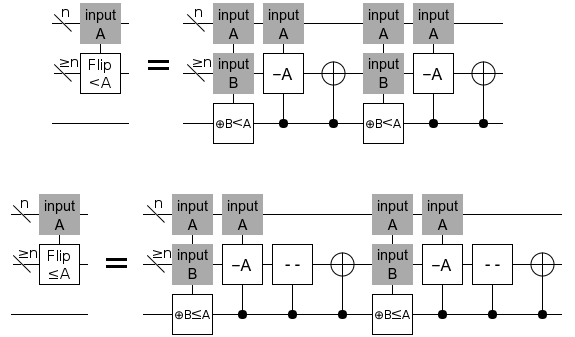 n input A = n input A input A input A input A
≥n Flip <A ≥n input B −A input B −A
⊕B<A ⊕B<A
n input A = n input A input A input A input A
≥n Flip ≤A ≥n input B −A -- input B −A --
⊕B≤A ⊕B≤A